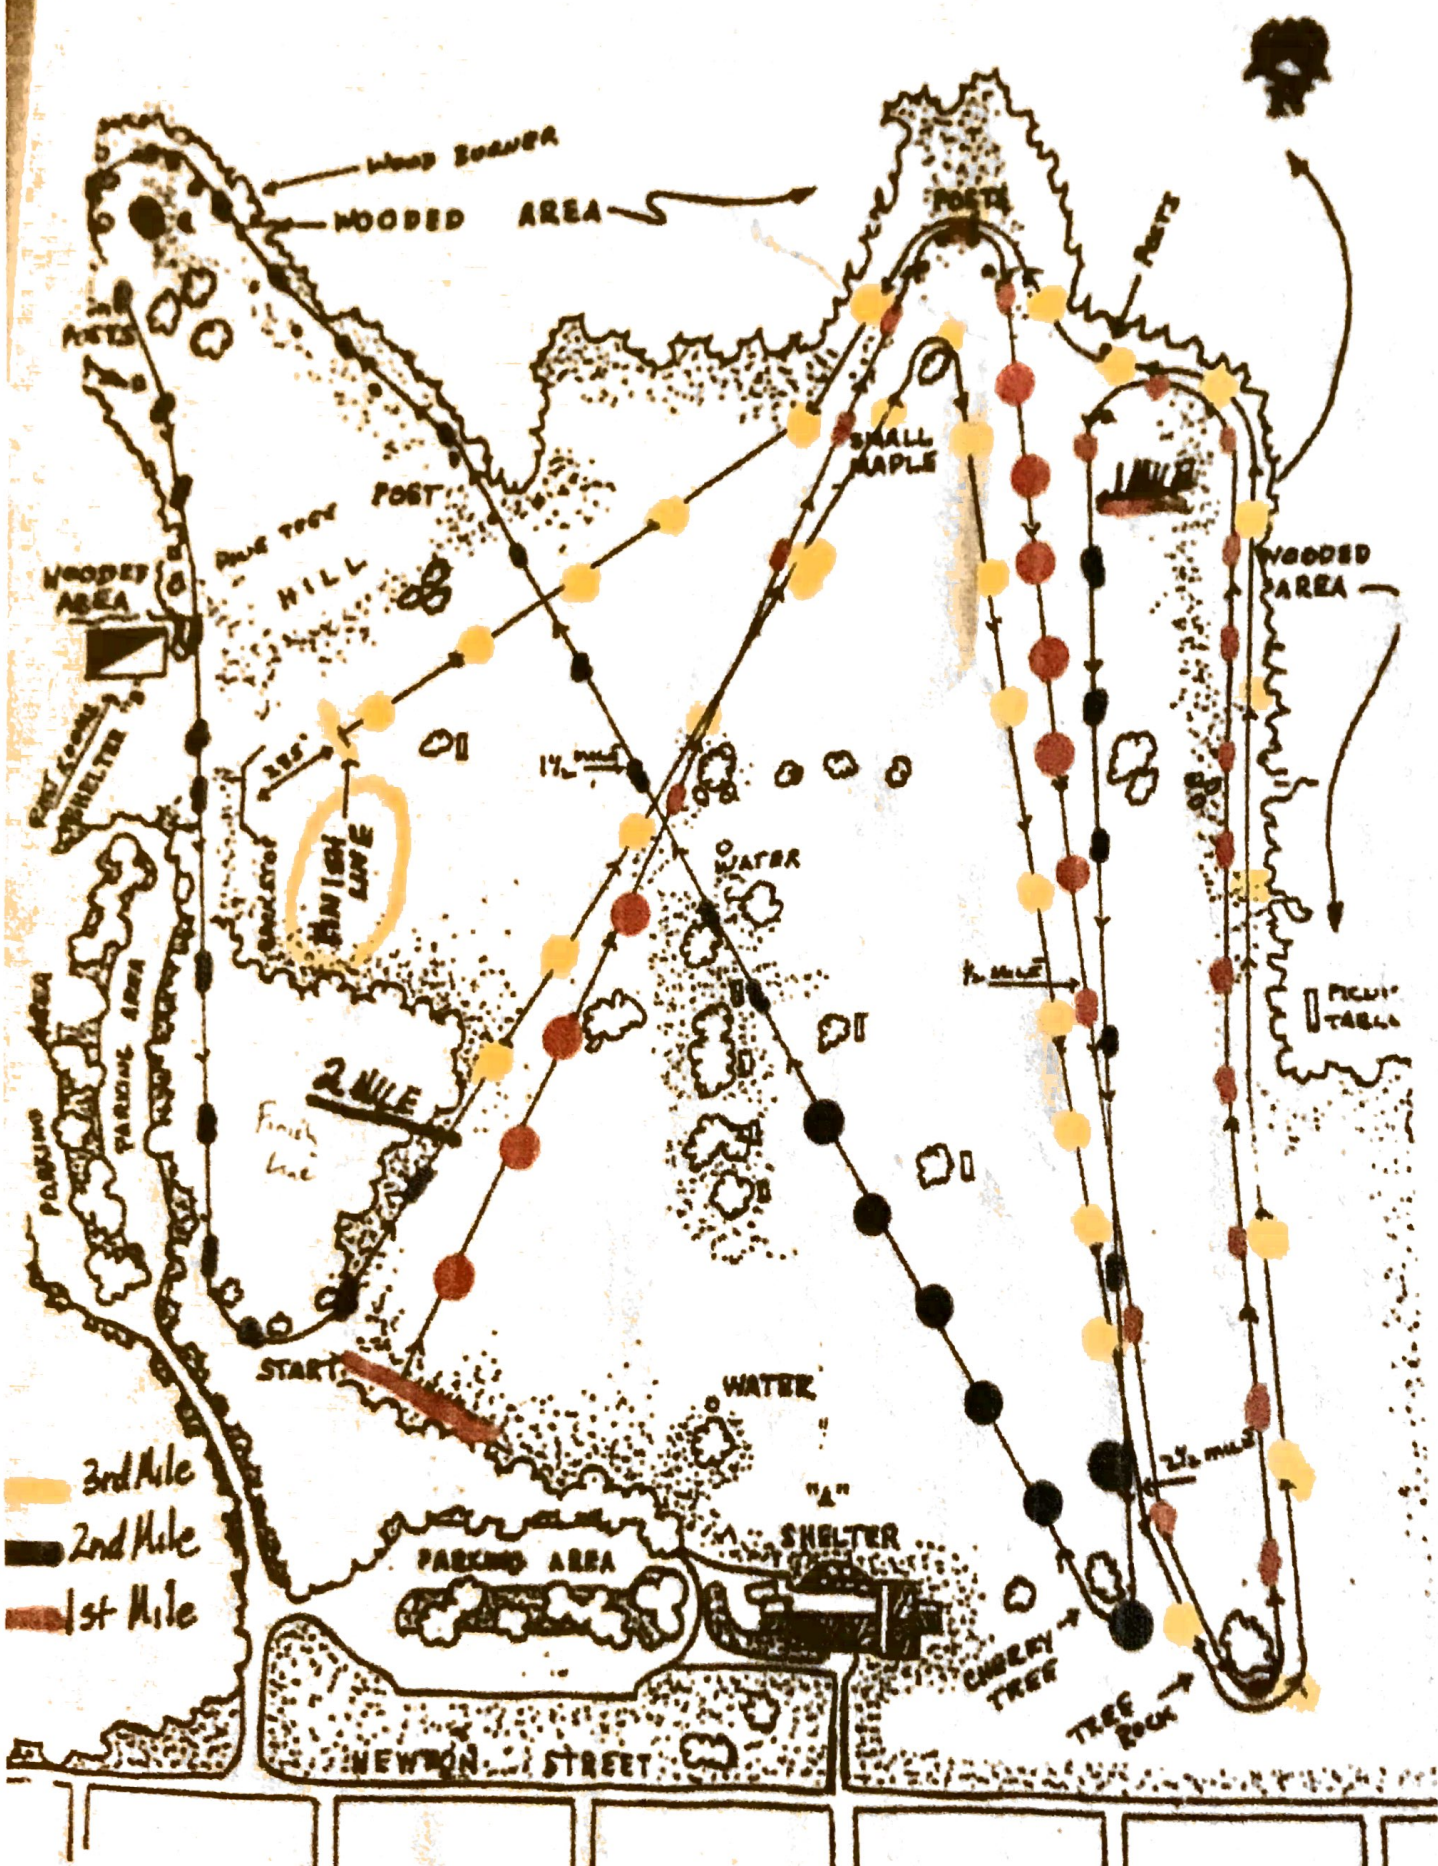 WOOD BURNER
WOODED AREA
POSTS
POSTS
POSTS
SMALL
MAPLE
1 MILE
POST
PINE TREE
HILL
WOODED
AREA
WOODED
AREA
SHELTER
225'
1½ MILE
FINISH
LINE
WATER
½ MILE
PICNIC
TABLE
PARKING AREA
PARKING AREA
PARKING
2 MILE
Finish
Line
START
WATER
2½ MILE
"A"
SHELTER
3rd Mile
2nd Mile
1st Mile
PARKING AREA
CHERRY
TREE
TREE
ROCK
NEWTON STREET